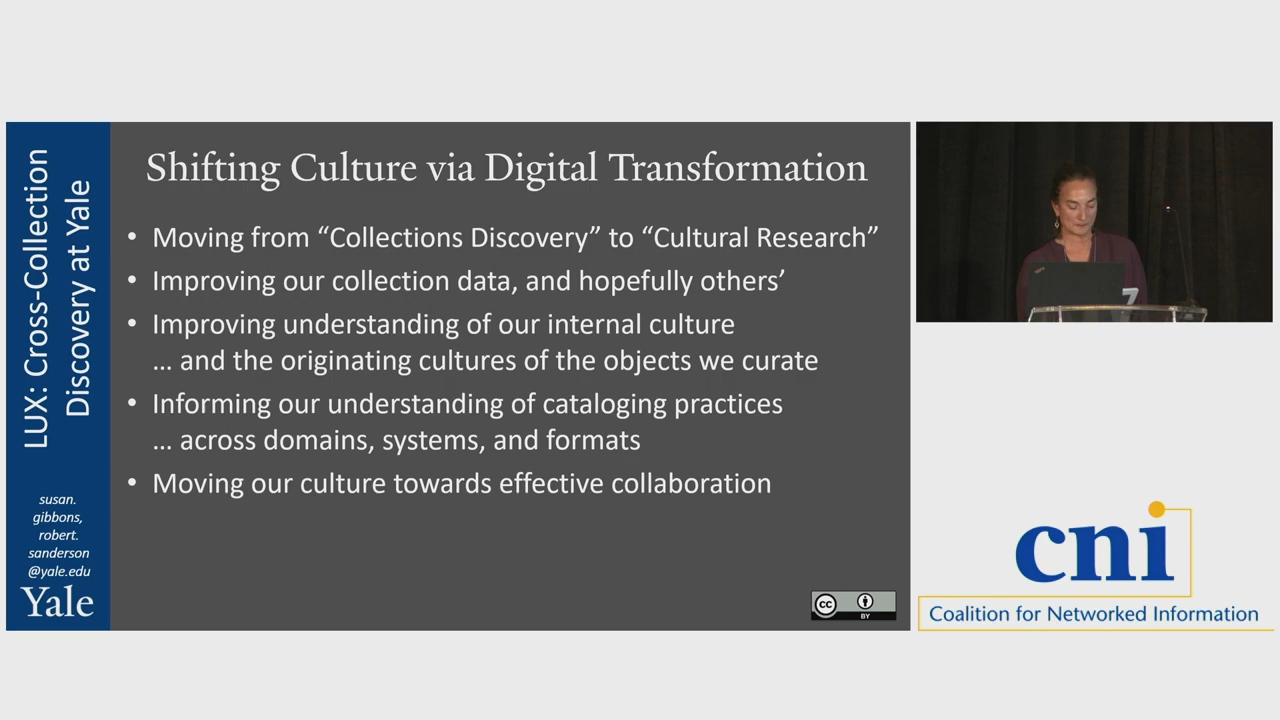 LUX: Cross-Collection
Discovery at Yale
susan.
gibbons,
robert.
sanderson
@yale.edu
Yale
Shifting Culture via Digital Transformation
• Moving from “Collections Discovery” to “Cultural Research”
• Improving our collection data, and hopefully others’
• Improving understanding of our internal culture
... and the originating cultures of the objects we curate
• Informing our understanding of cataloging practices
... across domains, systems, and formats
• Moving our culture towards effective collaboration
cc
BY
7
cni
Coalition for Networked Information